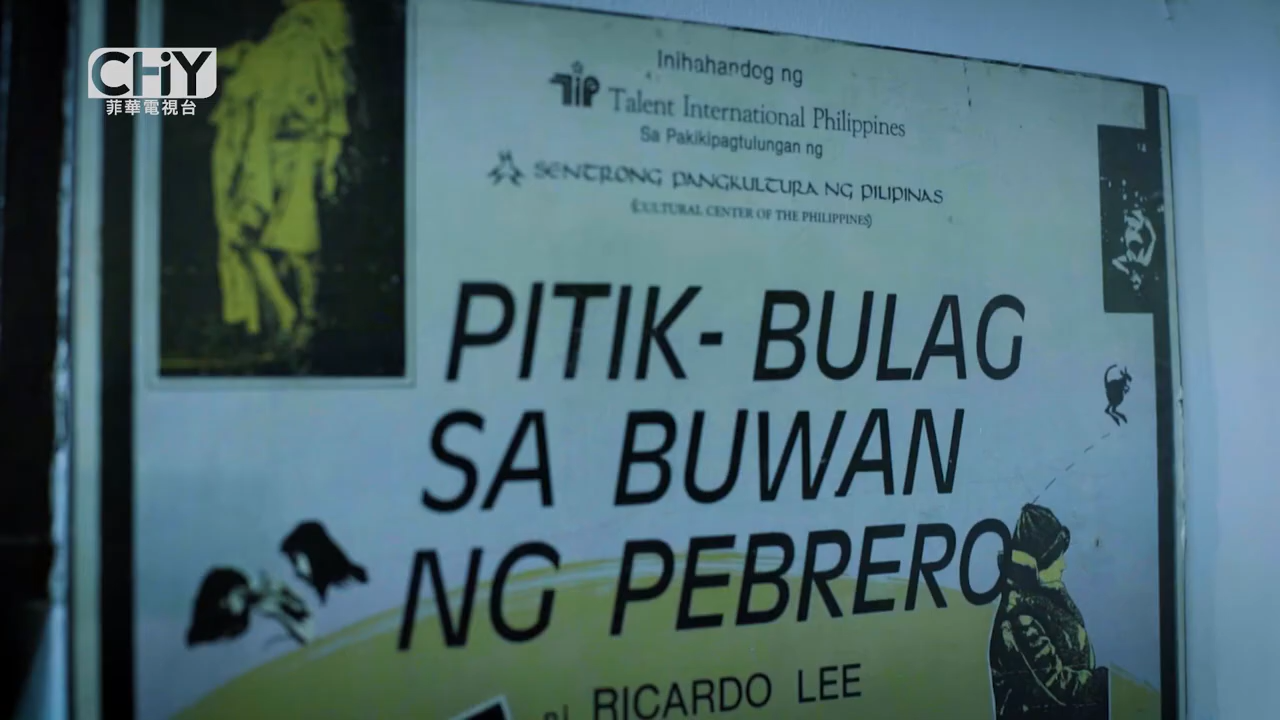 CHiY
菲華電視台
Inihahandog ng
TiP Talent International Philippines
Sa Pakikipagtulungan ng
SENTRONG PANGKULTURA NG PILIPINAS
(CULTURAL CENTER OF THE PHILIPPINES)
PITIK-BULAG
SA BUWAN
NG PEBRERO
ni RICARDO LEE